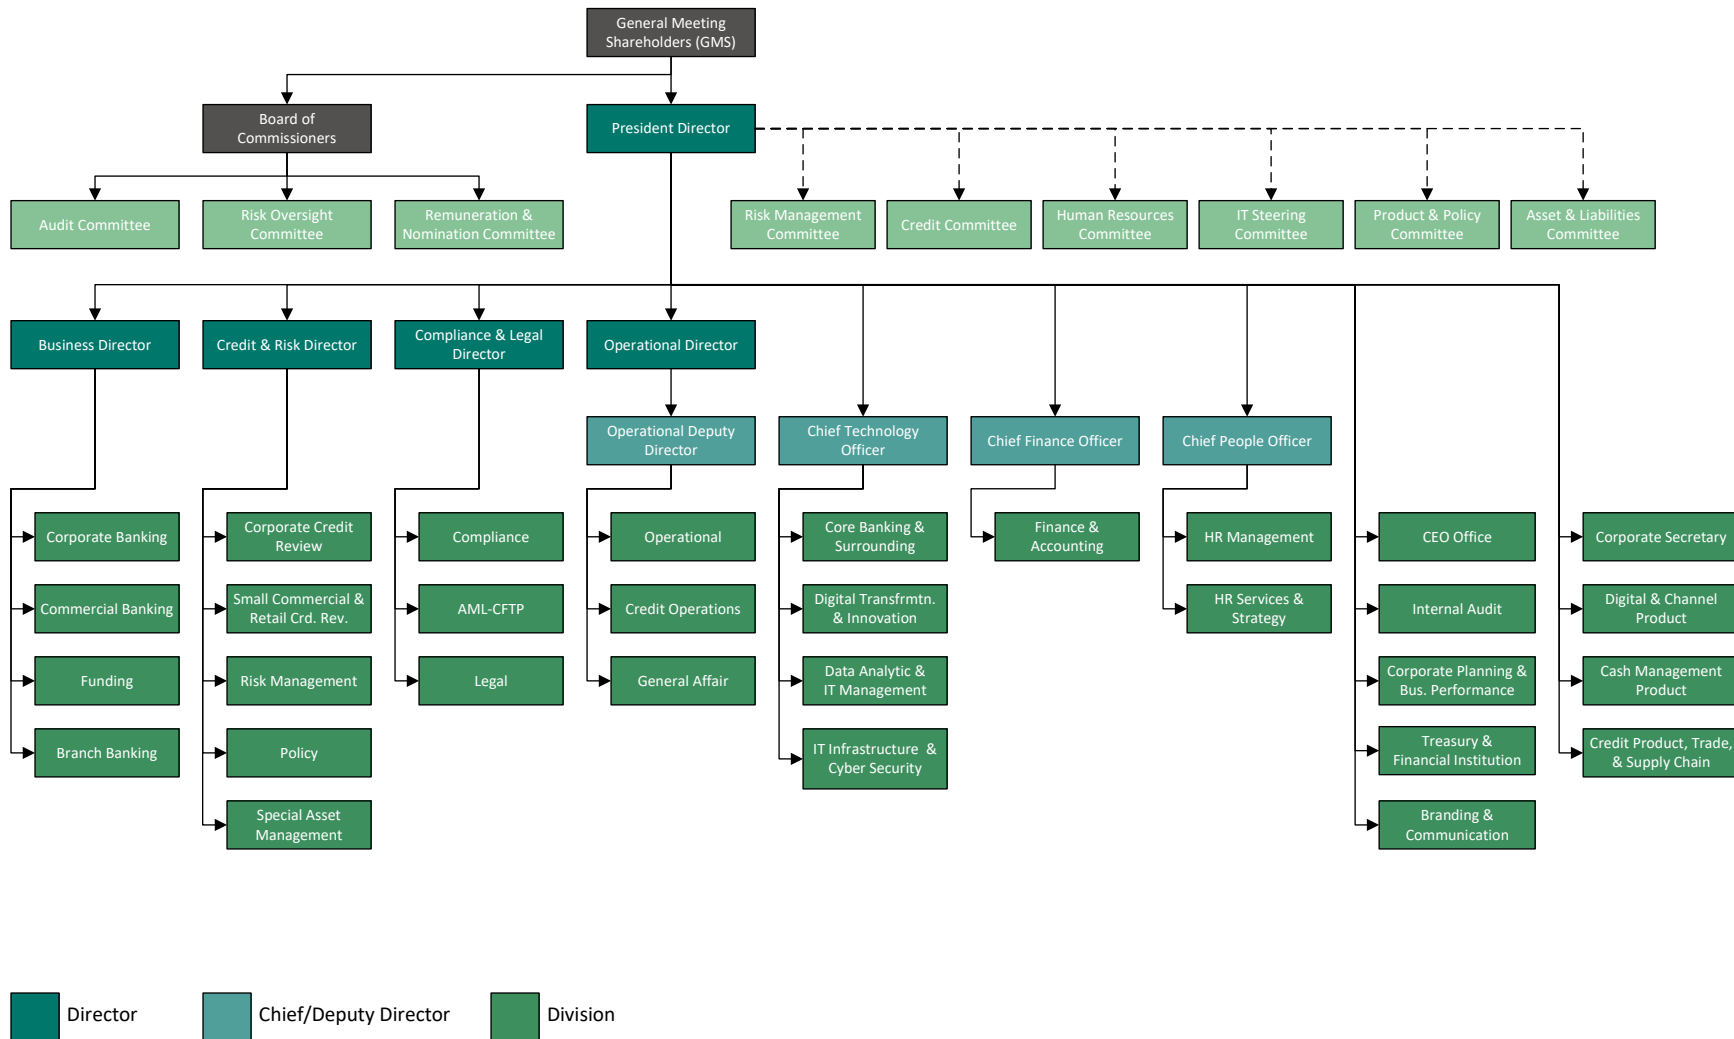 General Meeting
Shareholders (GMS)
Board of
Commissioners
President Director
Audit Committee
Risk Oversight
Committee
Remuneration &
Nomination Committee
Risk Management
Committee
Credit Committee
Human Resources
Committee
IT Steering
Committee
Product & Policy
Committee
Asset & Liabilities
Committee
Business Director
Credit & Risk Director
Compliance & Legal
Director
Operational Director
Operational Deputy
Director
Chief Technology
Officer
Chief Finance Officer
Chief People Officer
Corporate Banking
Commercial Banking
Funding
Branch Banking
Corporate Credit
Review
Small Commercial &
Retail Crd. Rev.
Risk Management
Policy
Special Asset
Management
Compliance
AML-CFTP
Legal
Operational
Credit Operations
General Affair
Core Banking &
Surrounding
Digital Transfrmtn.
& Innovation
Data Analytic &
IT Management
IT Infrastructure &
Cyber Security
Finance &
Accounting
HR Management
HR Services &
Strategy
CEO Office
Internal Audit
Corporate Planning &
Bus. Performance
Treasury &
Financial Institution
Branding &
Communication
Corporate Secretary
Digital & Channel
Product
Cash Management
Product
Credit Product, Trade,
& Supply Chain
Director
Chief/Deputy Director
Division